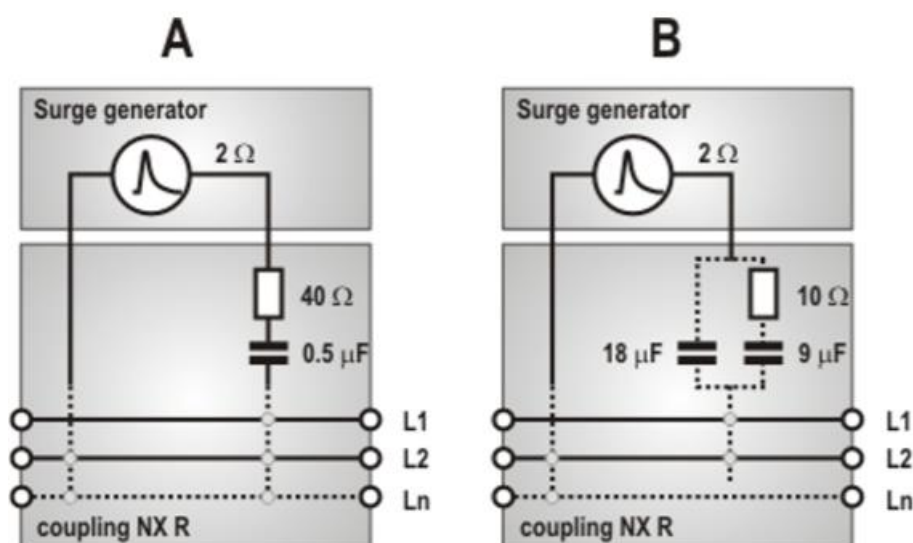 A
Surge generator
2 Ω
40 Ω
0.5 µF
L1
L2
Ln
coupling NX R
B
Surge generator
2 Ω
10 Ω
18 µF
9 µF
L1
L2
Ln
coupling NX R